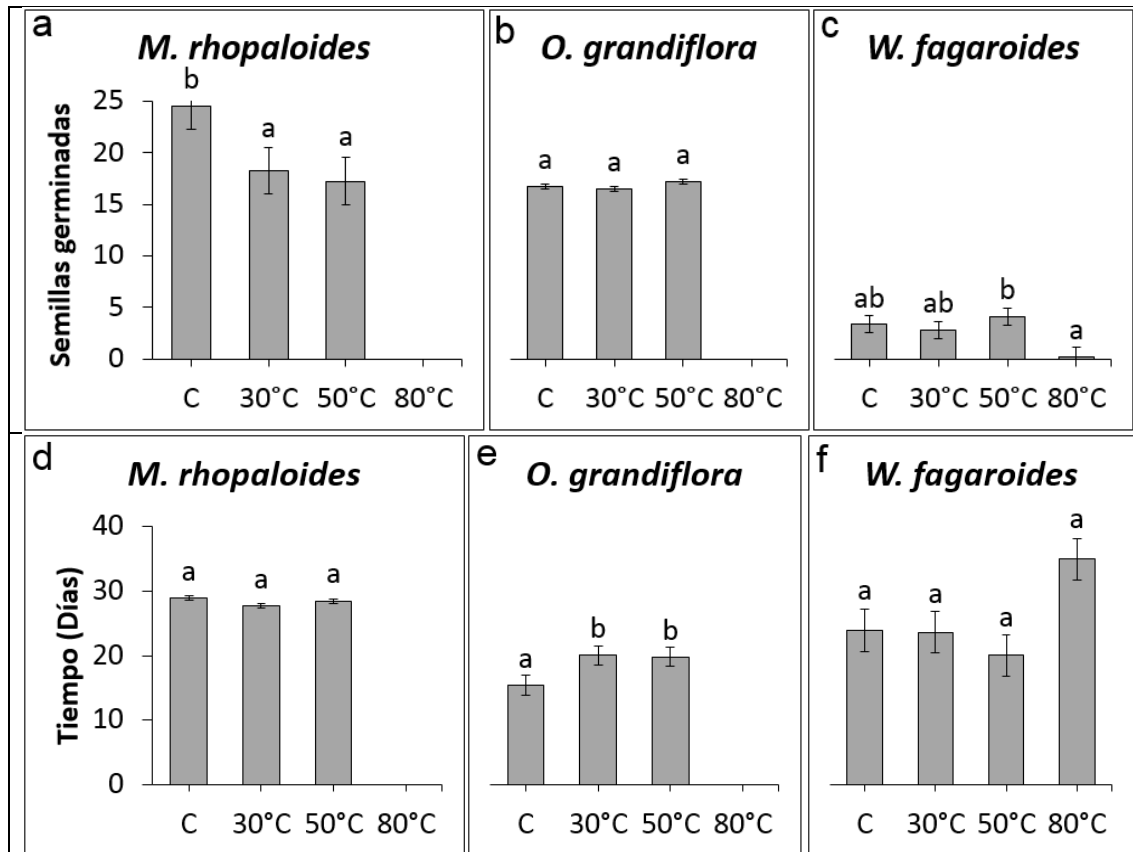 a
M. rhopaloides
Semillas germinadas
25
20
15
10
5
0
b
a
a
C 30°C 50°C 80°C
b
O. grandiflora
a
a
a
C 30°C 50°C 80°C
c
W. fagaroides
ab
ab
b
a
C 30°C 50°C 80°C
d
M. rhopaloides
Tiempo (Días)
40
30
20
10
0
a
a
a
C 30°C 50°C 80°C
e
O. grandiflora
a
b
b
C 30°C 50°C 80°C
f
W. fagaroides
a
a
a
a
C 30°C 50°C 80°C